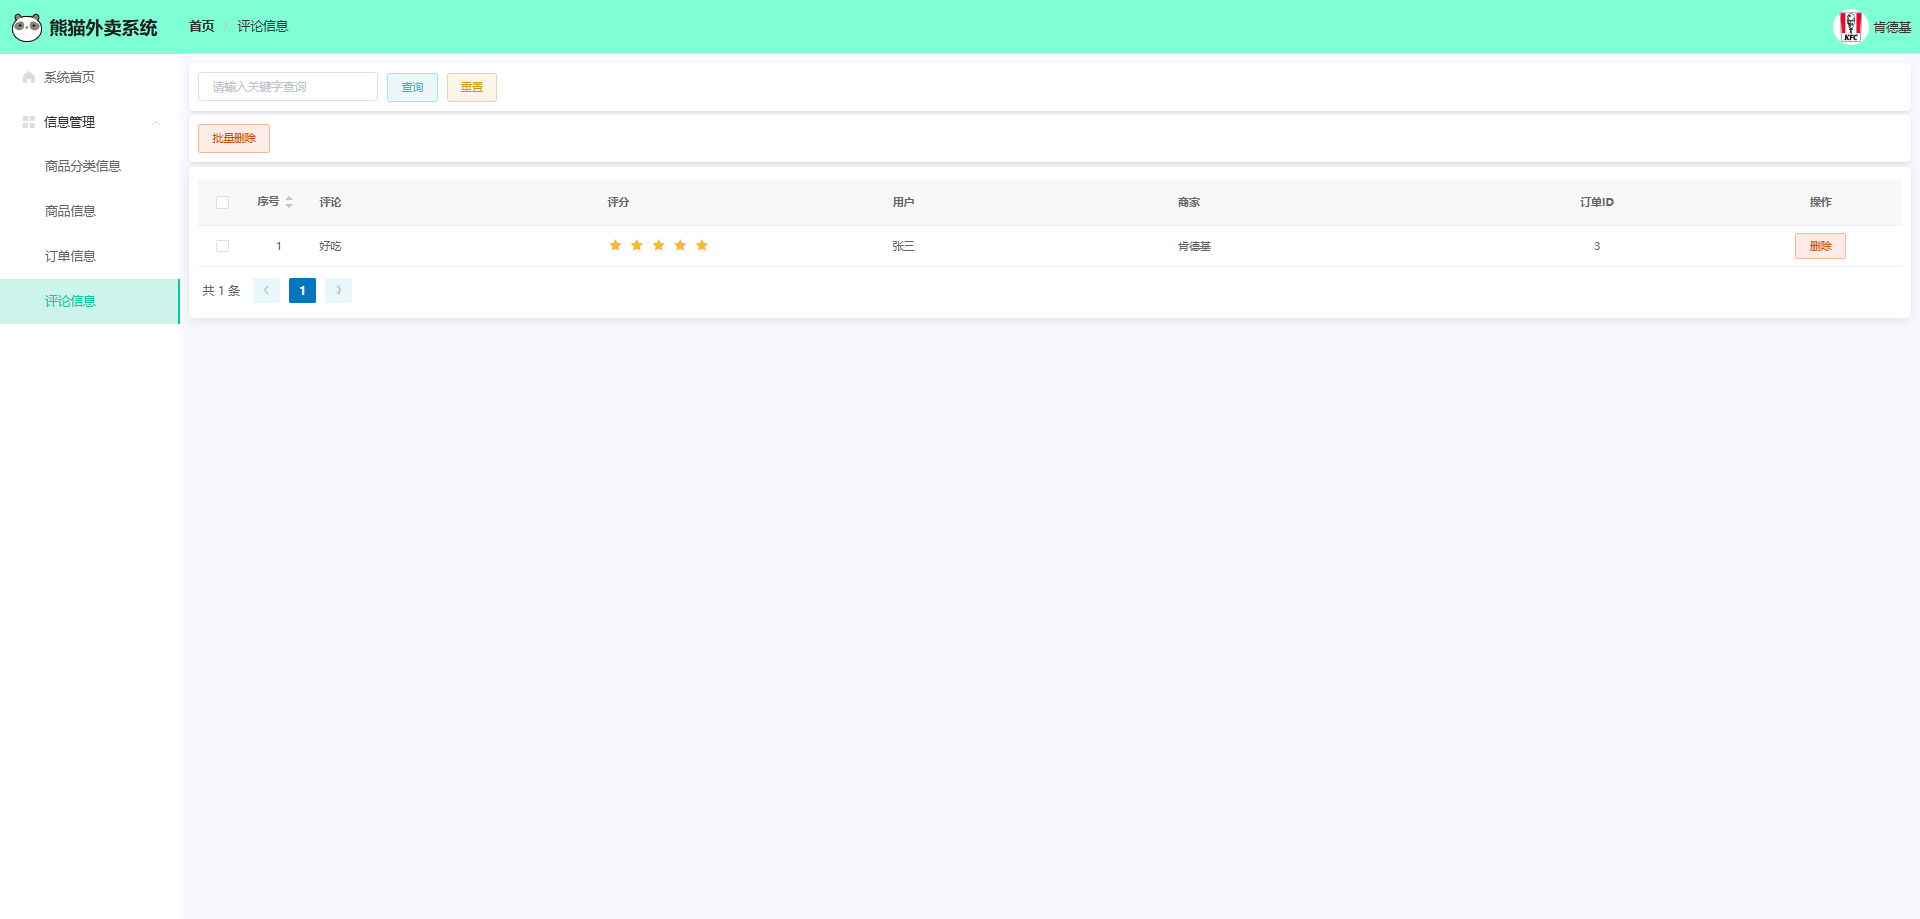 熊猫外卖系统 首页 评论信息 KFC 肯德基
系统首页
信息管理
商品分类信息
商品信息
订单信息
评论信息
请输入关键字查询 查询 重置
批量删除
序号 评论 评分 用户 商家 订单ID 操作
1 好吃 张三 肯德基 3 删除
共 1 条 1